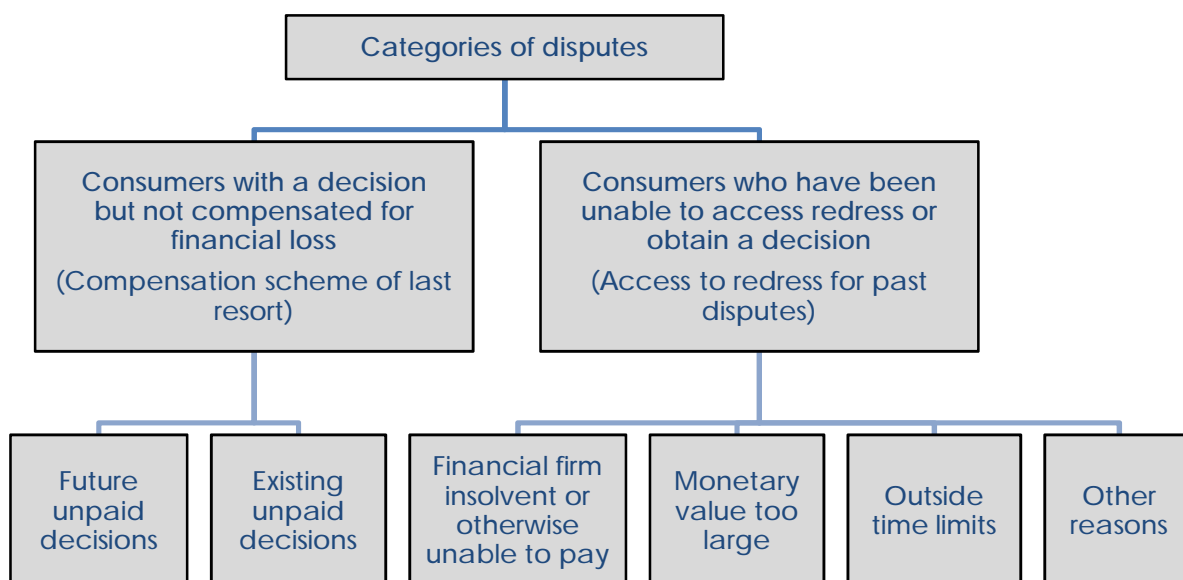 Categories of disputes
Consumers with a decision
but not compensated for
financial loss
(Compensation scheme of last
resort)
Consumers who have been
unable to access redress or
obtain a decision
(Access to redress for past
disputes)
Future
unpaid
decisions
Existing
unpaid
decisions
Financial firm
insolvent or
otherwise
unable to pay
Monetary
value too
large
Outside
time limits
Other
reasons